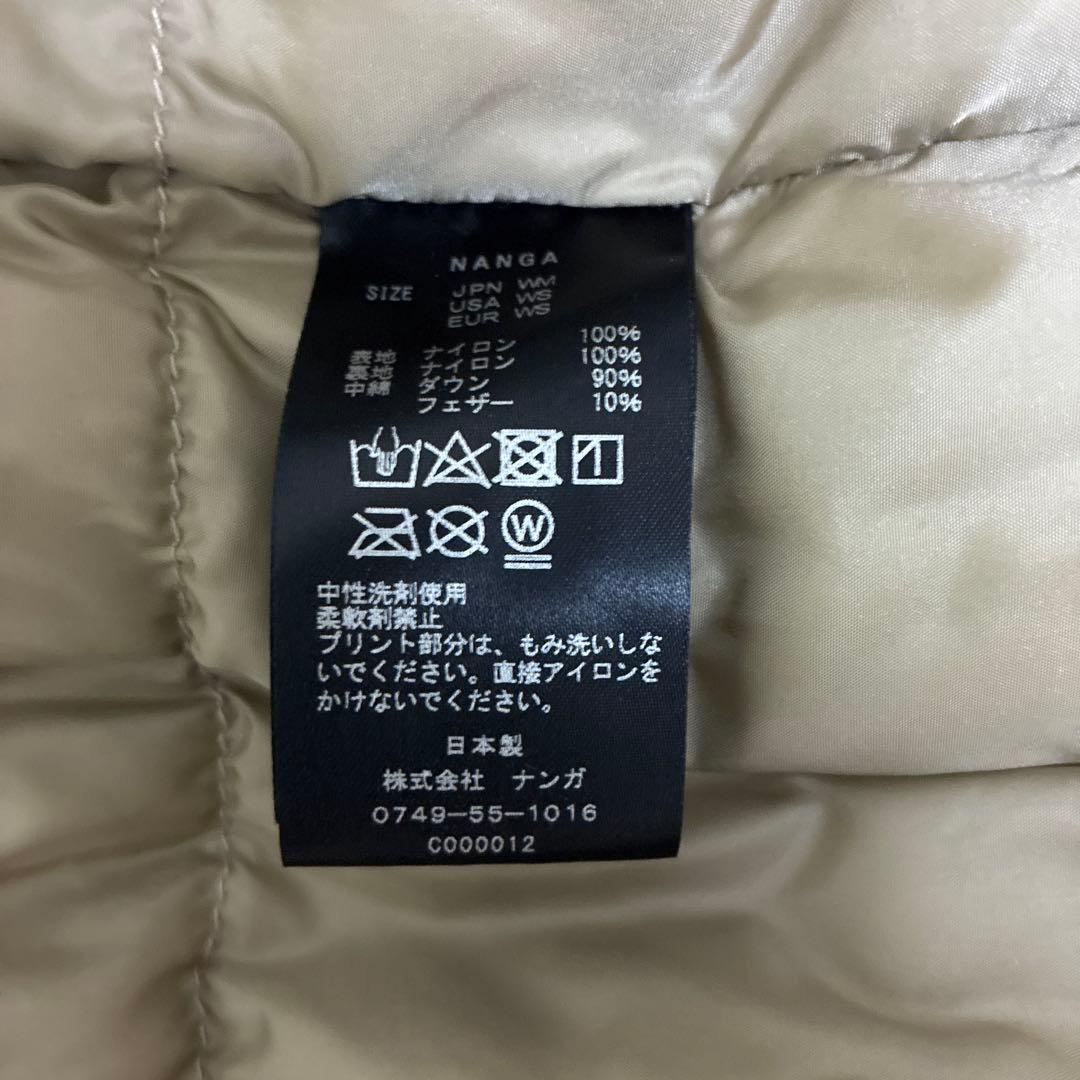 NANGA
SIZE JPN WM
USA WS
EUR WS
表地 ナイロン 100%
裏地 ナイロン 100%
中綿 ダウン 90%
フェザー 10%
W
中性洗剤使用
柔軟剤禁止
プリント部分は、もみ洗いしな
いでください。直接アイロンを
かけないでください。
日本製
株式会社 ナンガ
0749-55-1016
C000012